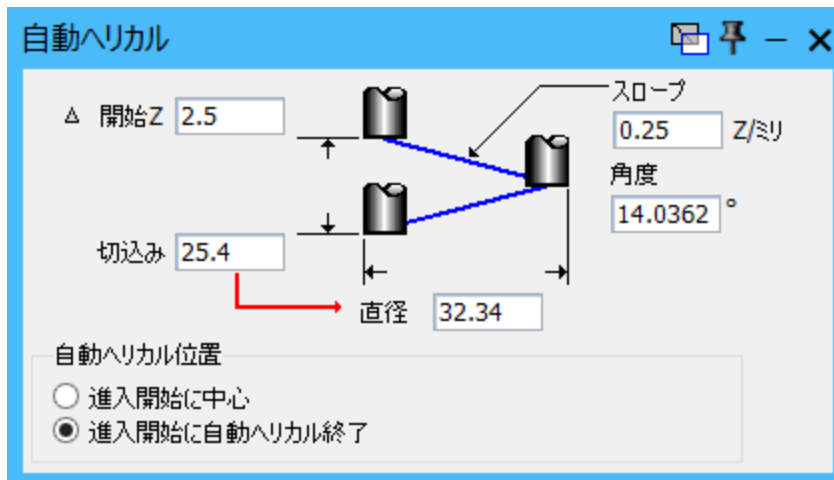 自動ヘリカル
△ 開始Z 2.5
スロープ
0.25 Z/ミリ
角度
14.0362 °
切込み 25.4
直径 32.34
自動ヘリカル位置
進入開始に中心
進入開始に自動ヘリカル終了